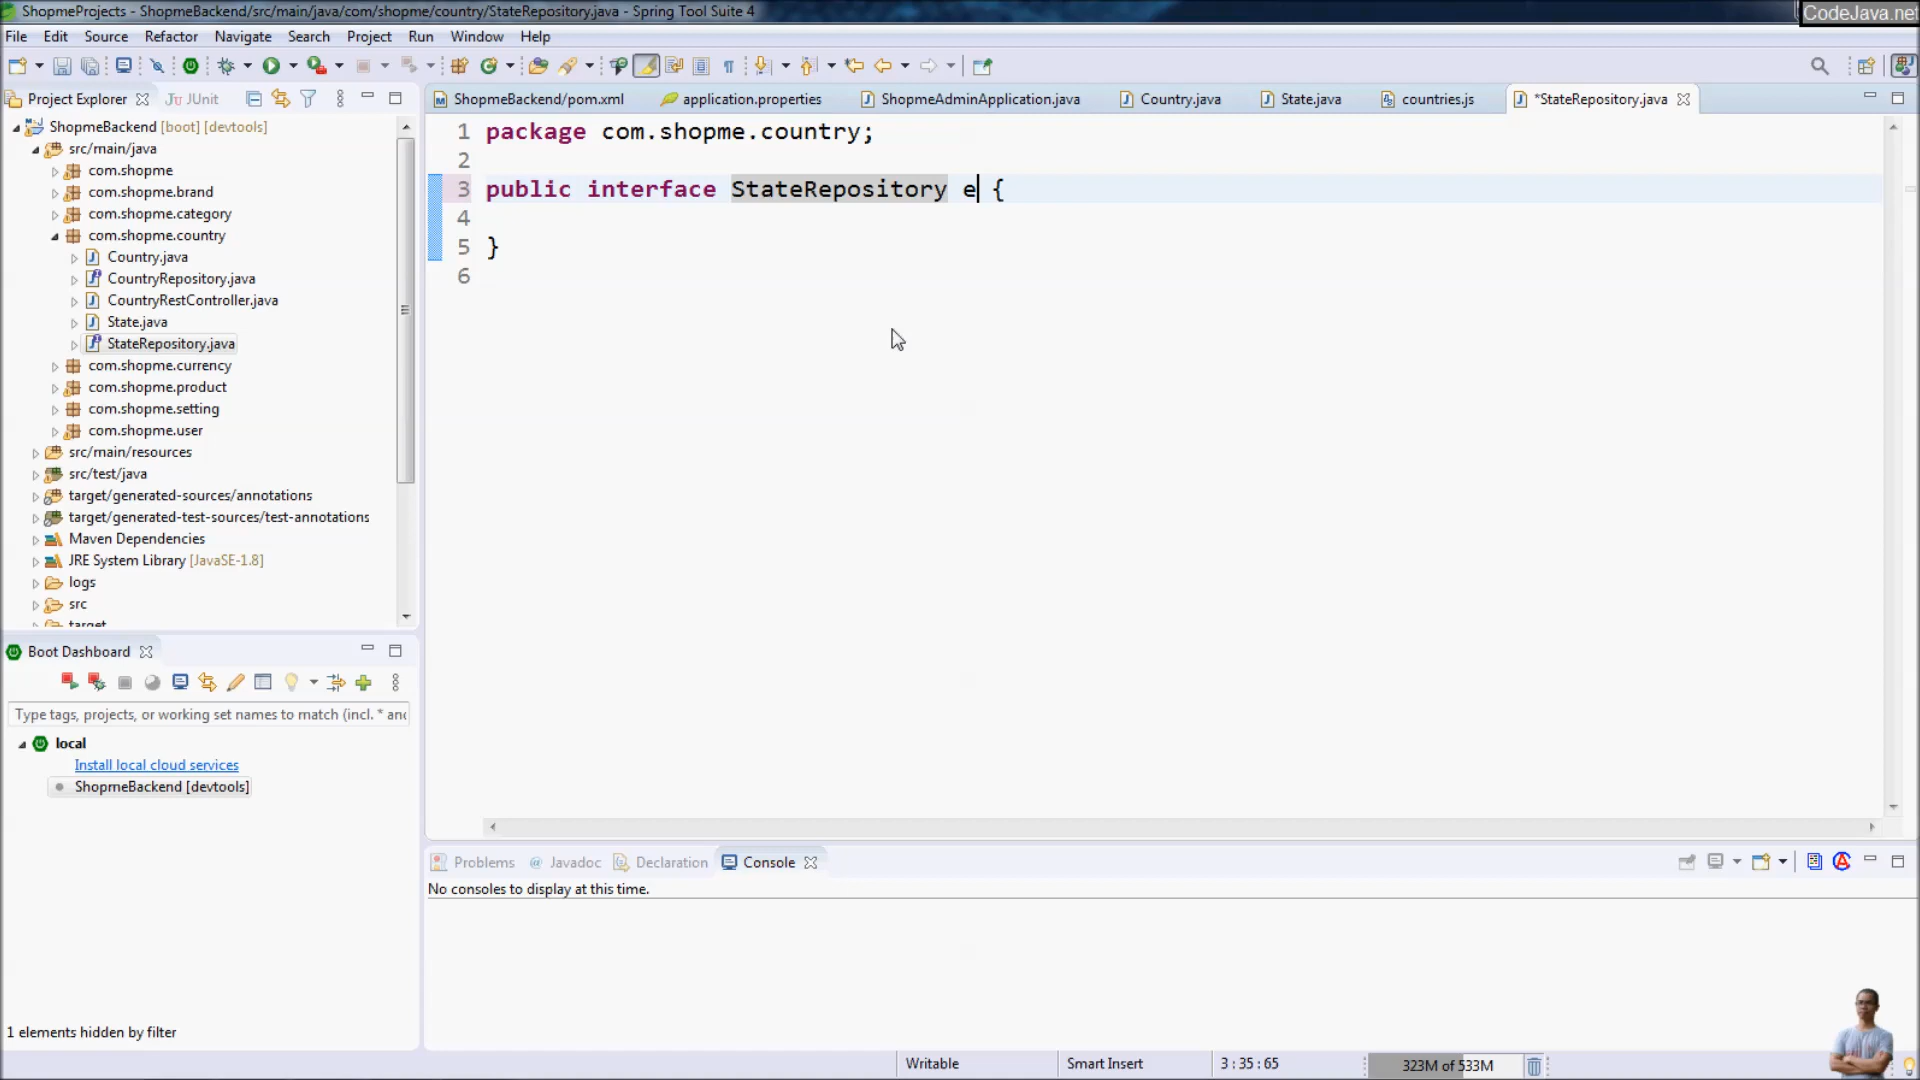 ShopmeProjects - ShopmeBackend/src/main/java/com/shopme/country/StateRepository.java - Spring Tool Suite 4
CodeJava.net
File Edit Source Refactor Navigate Search Project Run Window Help
Project Explorer JUnit
ShopmeBackend/pom.xml application.properties ShopmeAdminApplication.java Country.java State.java countries.js *StateRepository.java
ShopmeBackend [boot] [devtools]
src/main/java
com.shopme
com.shopme.brand
com.shopme.category
com.shopme.country
Country.java
CountryRepository.java
CountryRestController.java
State.java
StateRepository.java
com.shopme.currency
com.shopme.product
com.shopme.setting
com.shopme.user
src/main/resources
src/test/java
target/generated-sources/annotations
target/generated-test-sources/test-annotations
Maven Dependencies
JRE System Library [JavaSE-1.8]
logs
src
target
1 package com.shopme.country;
2
3 public interface StateRepository e {
4
5 }
6
Boot Dashboard
Type tags, projects, or working set names to match (incl. * and
local
Install local cloud services
ShopmeBackend [devtools]
1 elements hidden by filter
Problems @ Javadoc Declaration Console
No consoles to display at this time.
Writable Smart Insert 3 : 35 : 65 323M of 533M